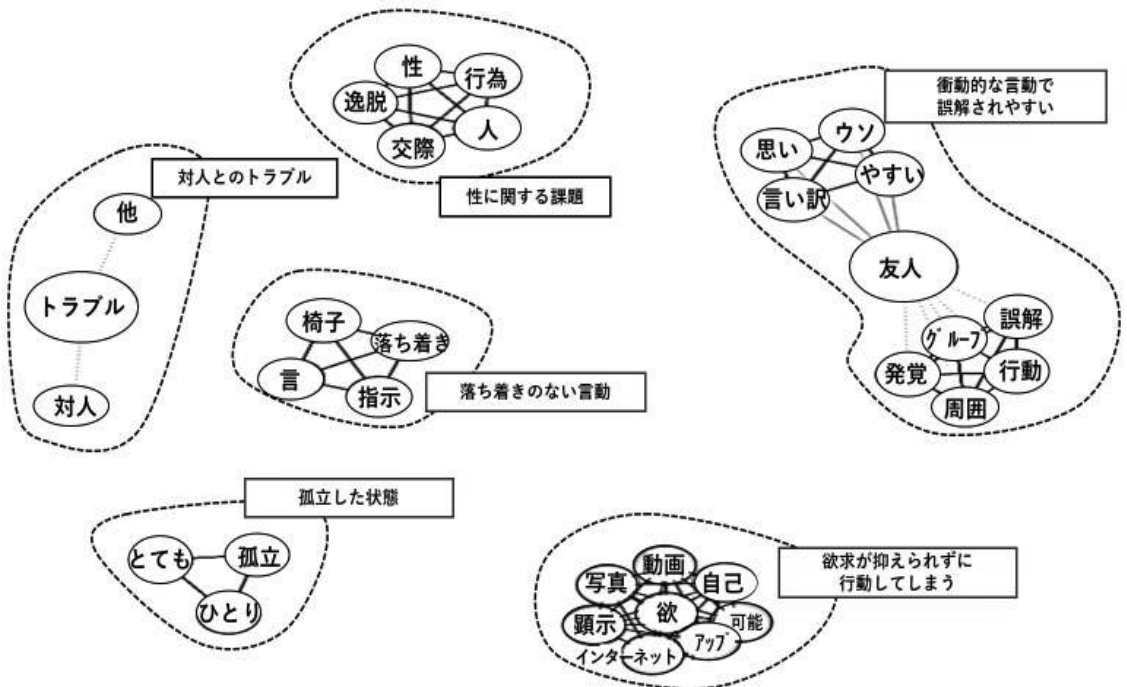 性
行為
逸脱
人
交際
性に関する課題
対人とのトラブル
他
トラブル
対人
椅子
落ち着き
言
指示
落ち着きのない言動
衝動的な言動で
誤解されやすい
ウソ
思い
やすい
言い訳
友人
誤解
グループ
発覚
行動
周囲
孤立した状態
とても
孤立
ひとり
欲求が抑えられずに
行動してしまう
動画
写真
自己
欲
顕示
可能
アップ
インターネット